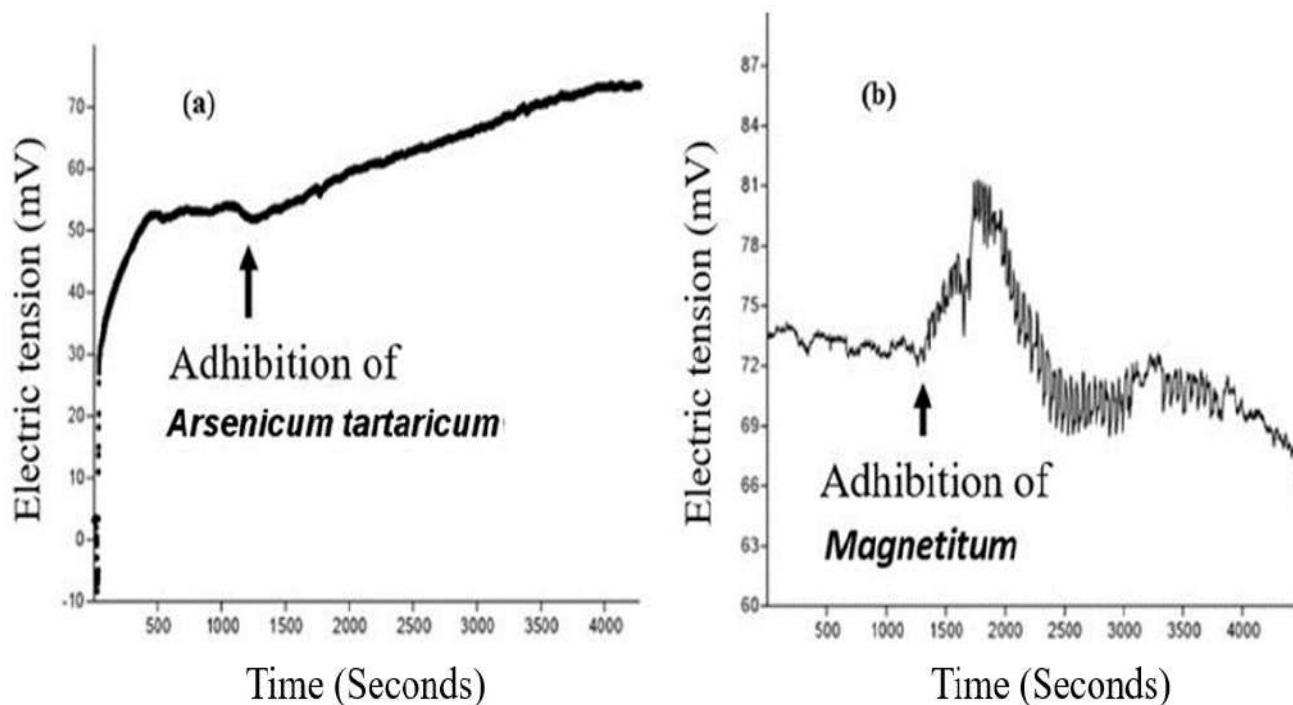 (a)
Electric tension (mV)
70
60
50
40
30
20
10
0
-10
Adhibition of
Arsenicum tartaricum
500 1000 1500 2000 2500 3000 3500 4000
Time (Seconds)
(b)
Electric tension (mV)
87
84
81
78
75
72
69
66
63
60
Adhibition of
Magnetitum
500 1000 1500 2000 2500 3000 3500 4000
Time (Seconds)